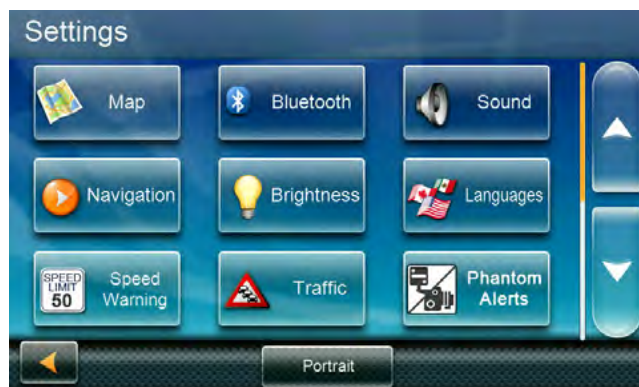 Settings
Map
Bluetooth
Sound
Navigation
Brightness
Languages
SPEED
LIMIT
50
Speed
Warning
Traffic
Phantom
Alerts
Portrait